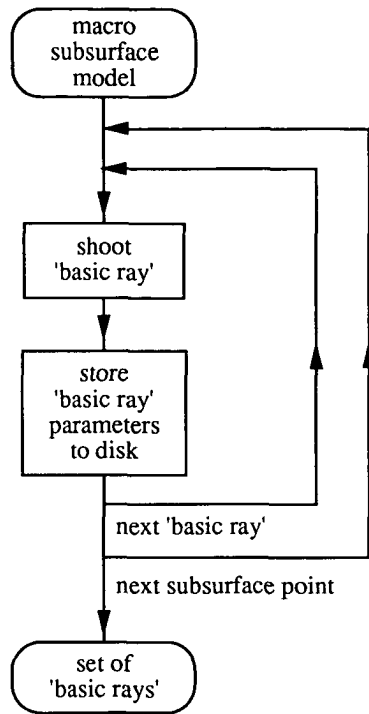 macro
subsurface
model
shoot
'basic ray'
store
'basic ray'
parameters
to disk
next 'basic ray'
next subsurface point
set of
'basic rays'